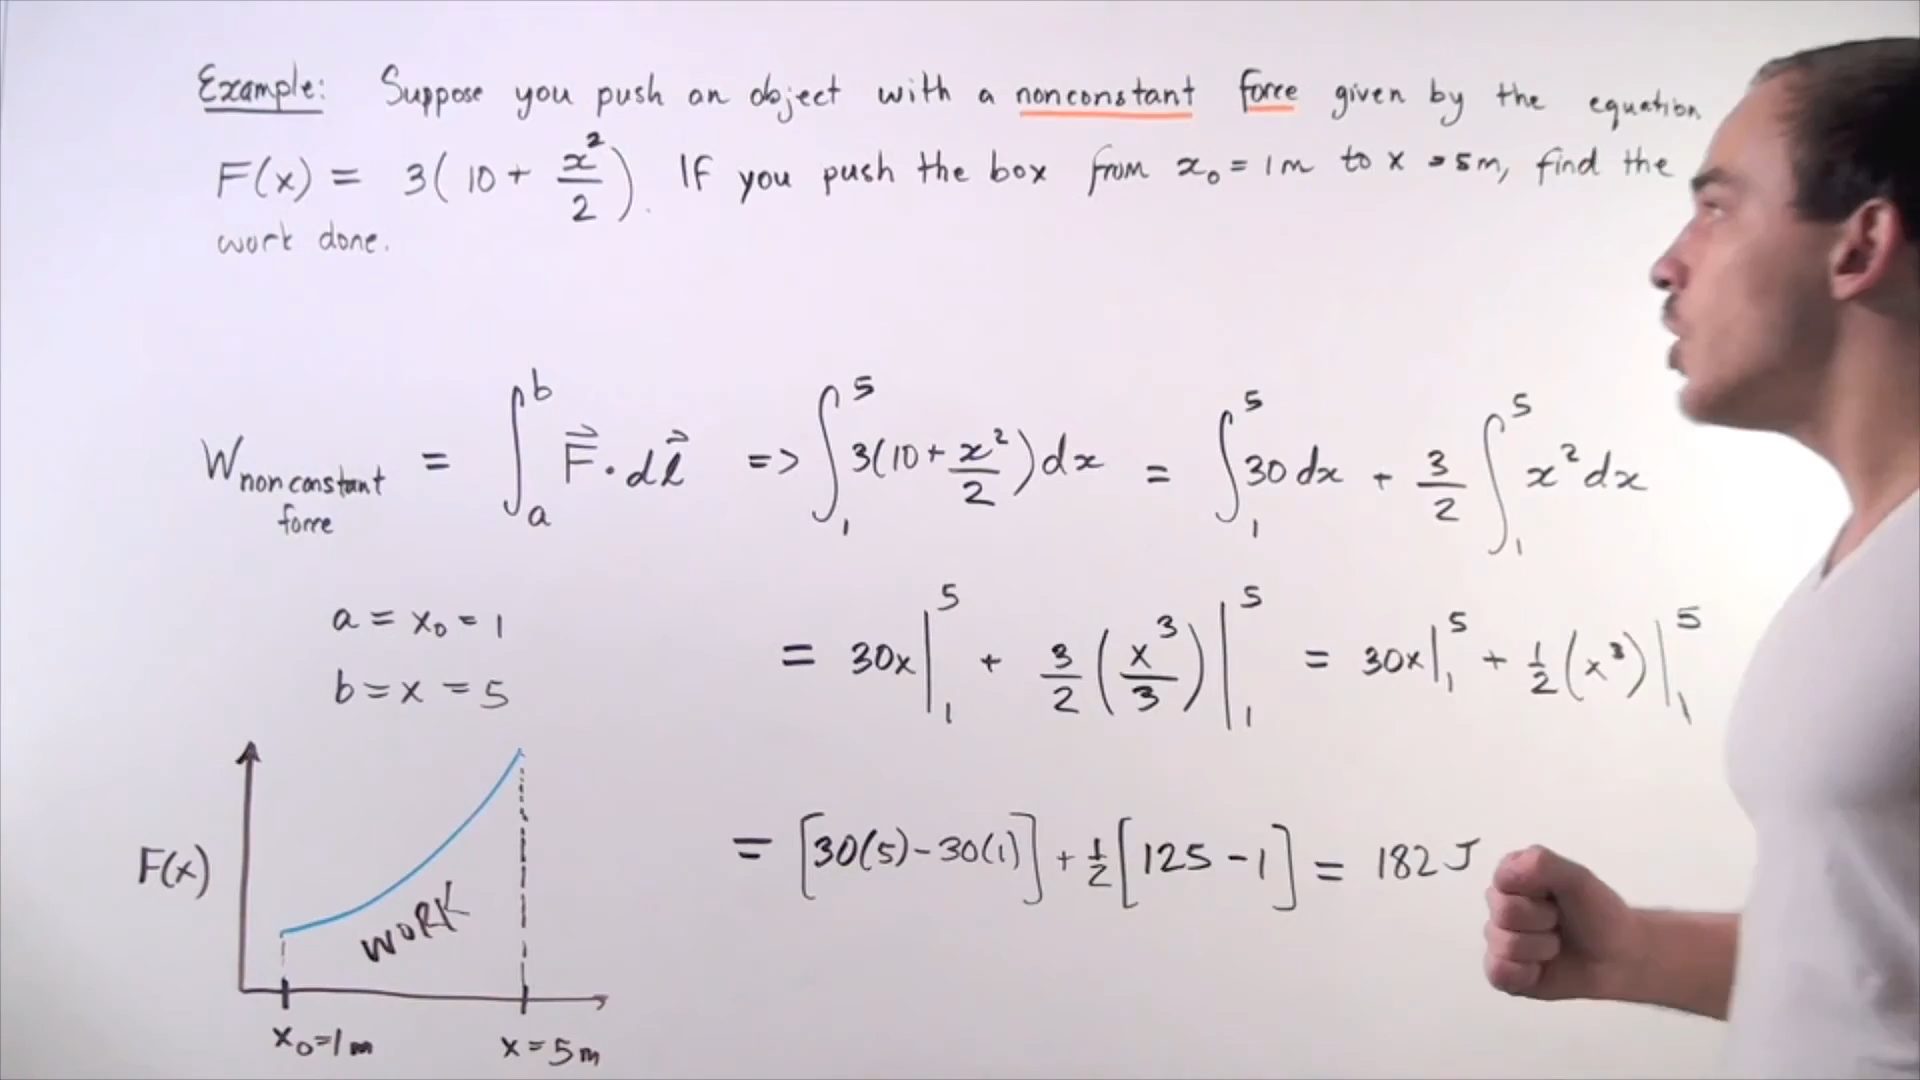 Example: Suppose you push an object with a nonconstant force given by the equation
F(x) = 3(10 + x²/2). If you push the box from x₀ = 1m to x = 5m, find the
work done.
W nonconstant force = ∫ₐᵇ F⃗ · dl⃗ => ∫₁⁵ 3(10 + x²/2) dx = ∫₁⁵ 30 dx + 3/2 ∫₁⁵ x² dx
a = x₀ = 1
b = x = 5
= 30x |₁⁵ + 3/2 (x³/3) |₁⁵ = 30x |₁⁵ + 1/2 (x³) |₁⁵
= [30(5) - 30(1)] + 1/2 [125 - 1] = 182 J
F(x)
WORK
x₀=1m
x = 5m